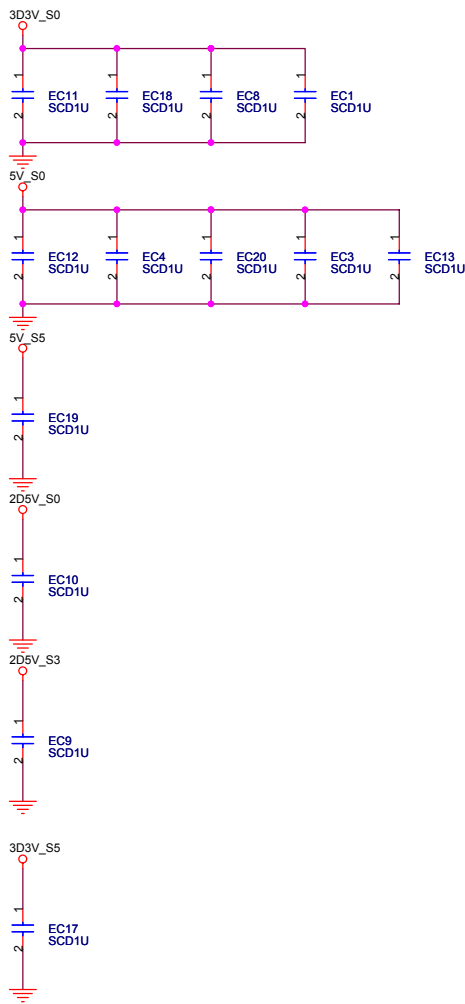 3D3V_S0
1 1 1 1
EC11 EC18 EC8 EC1
SCD1U SCD1U SCD1U SCD1U
2 2 2 2
5V_S0
1 1 1 1 1
EC12 EC4 EC20 EC3 EC13
SCD1U SCD1U SCD1U SCD1U SCD1U
2 2 2 2 2
5V_S5
1
EC19
SCD1U
2
2D5V_S0
1
EC10
SCD1U
2
2D5V_S3
1
EC9
SCD1U
2
3D3V_S5
1
EC17
SCD1U
2